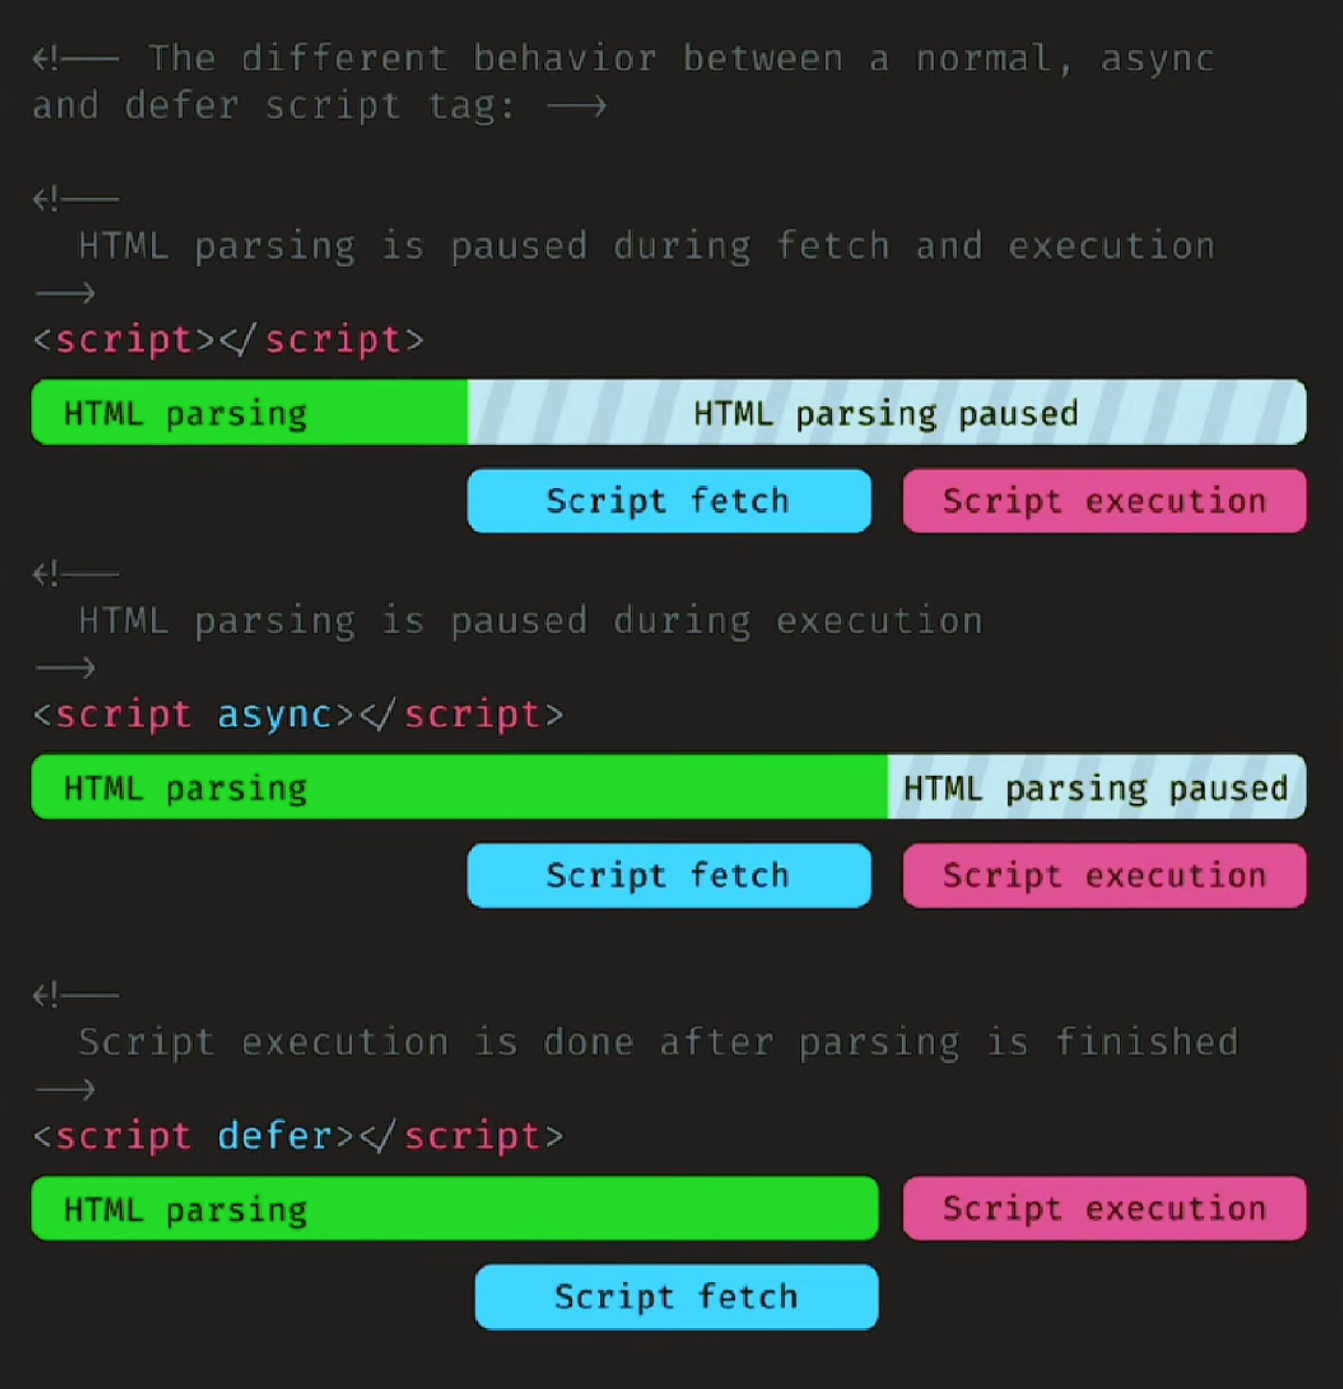 <!-- The different behavior between a normal, async
and defer script tag: -->
<!--
HTML parsing is paused during fetch and execution
-->
<script></script>
HTML parsing HTML parsing paused
Script fetch Script execution
<!--
HTML parsing is paused during execution
-->
<script async></script>
HTML parsing HTML parsing paused
Script fetch Script execution
<!--
Script execution is done after parsing is finished
-->
<script defer></script>
HTML parsing Script execution
Script fetch